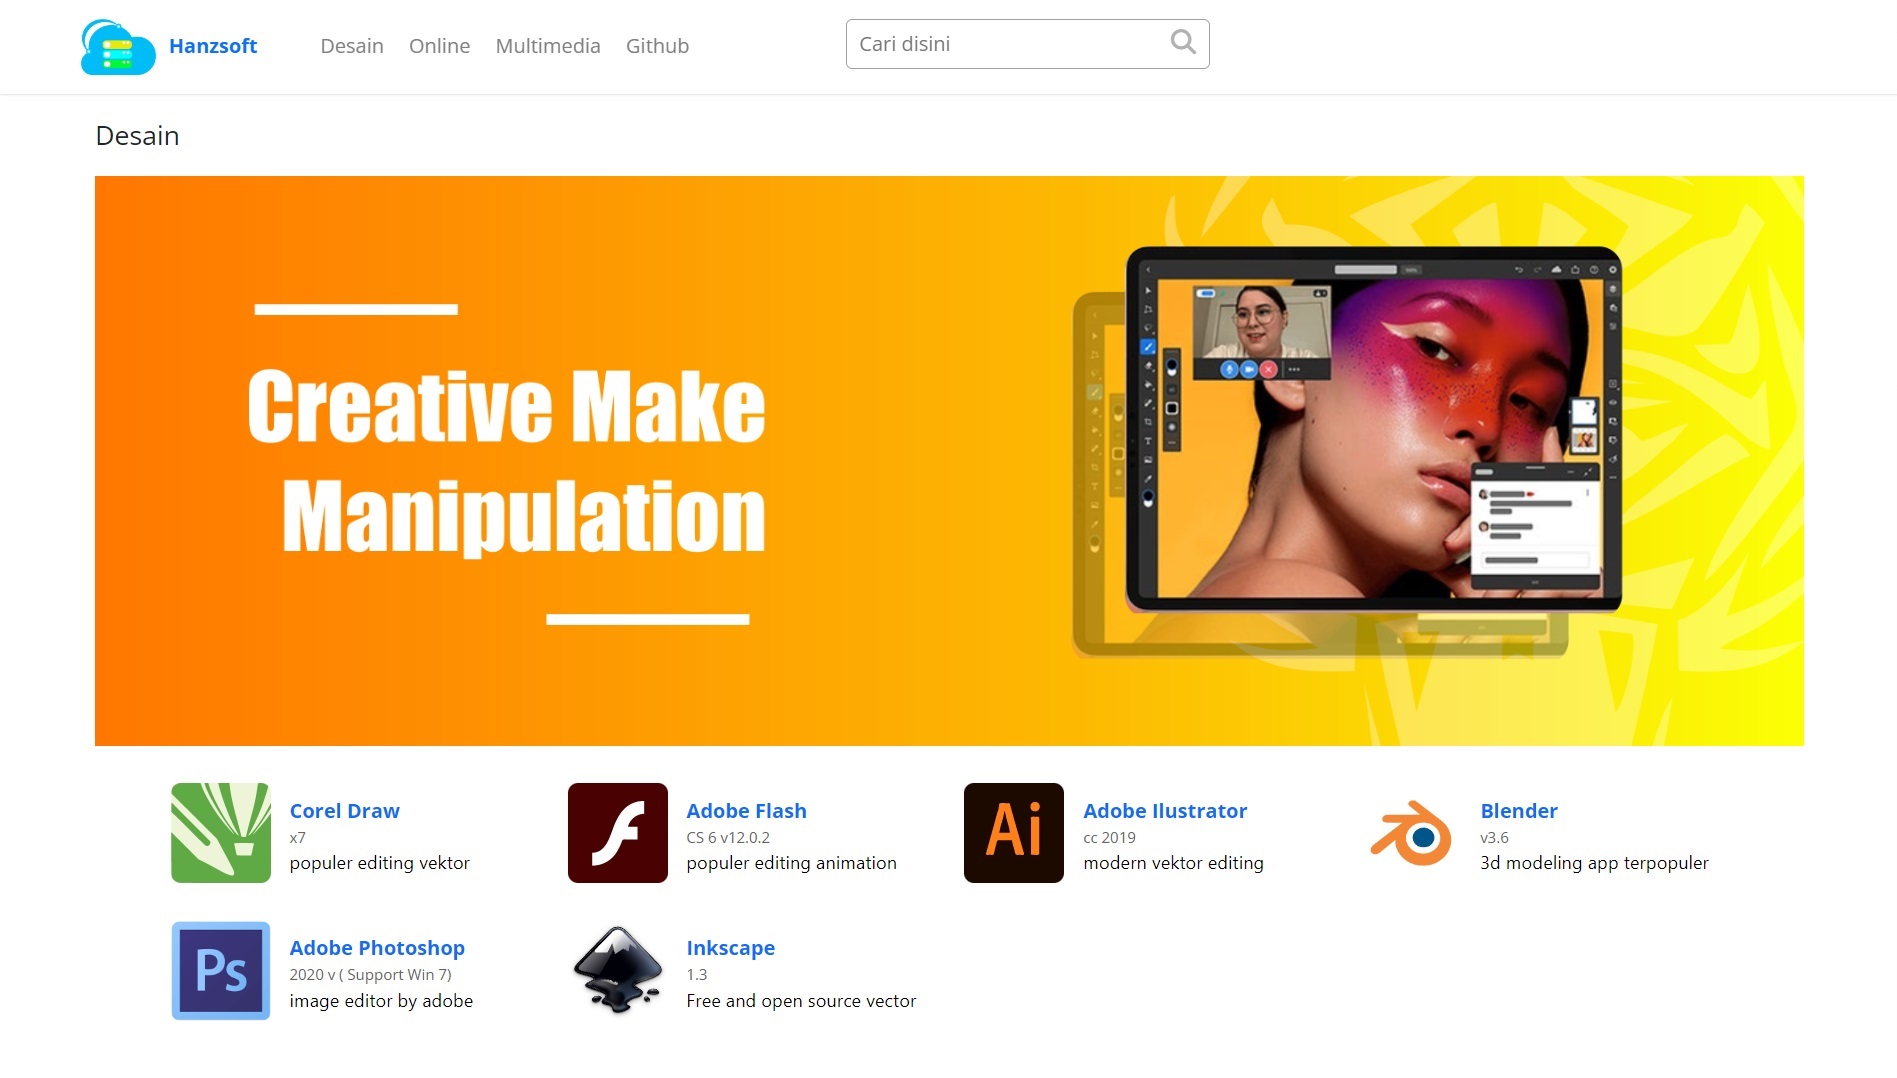 Hanzsoft
Desain
Online
Multimedia
Github
Cari disini
Desain
Creative Make
Manipulation
Corel Draw
x7
populer editing vektor
Adobe Flash
CS 6 v12.0.2
populer editing animation
Ai
Adobe Ilustrator
cc 2019
modern vektor editing
Blender
v3.6
3d modeling app terpopuler
Ps
Adobe Photoshop
2020 v ( Support Win 7)
image editor by adobe
Inkscape
1.3
Free and open source vector